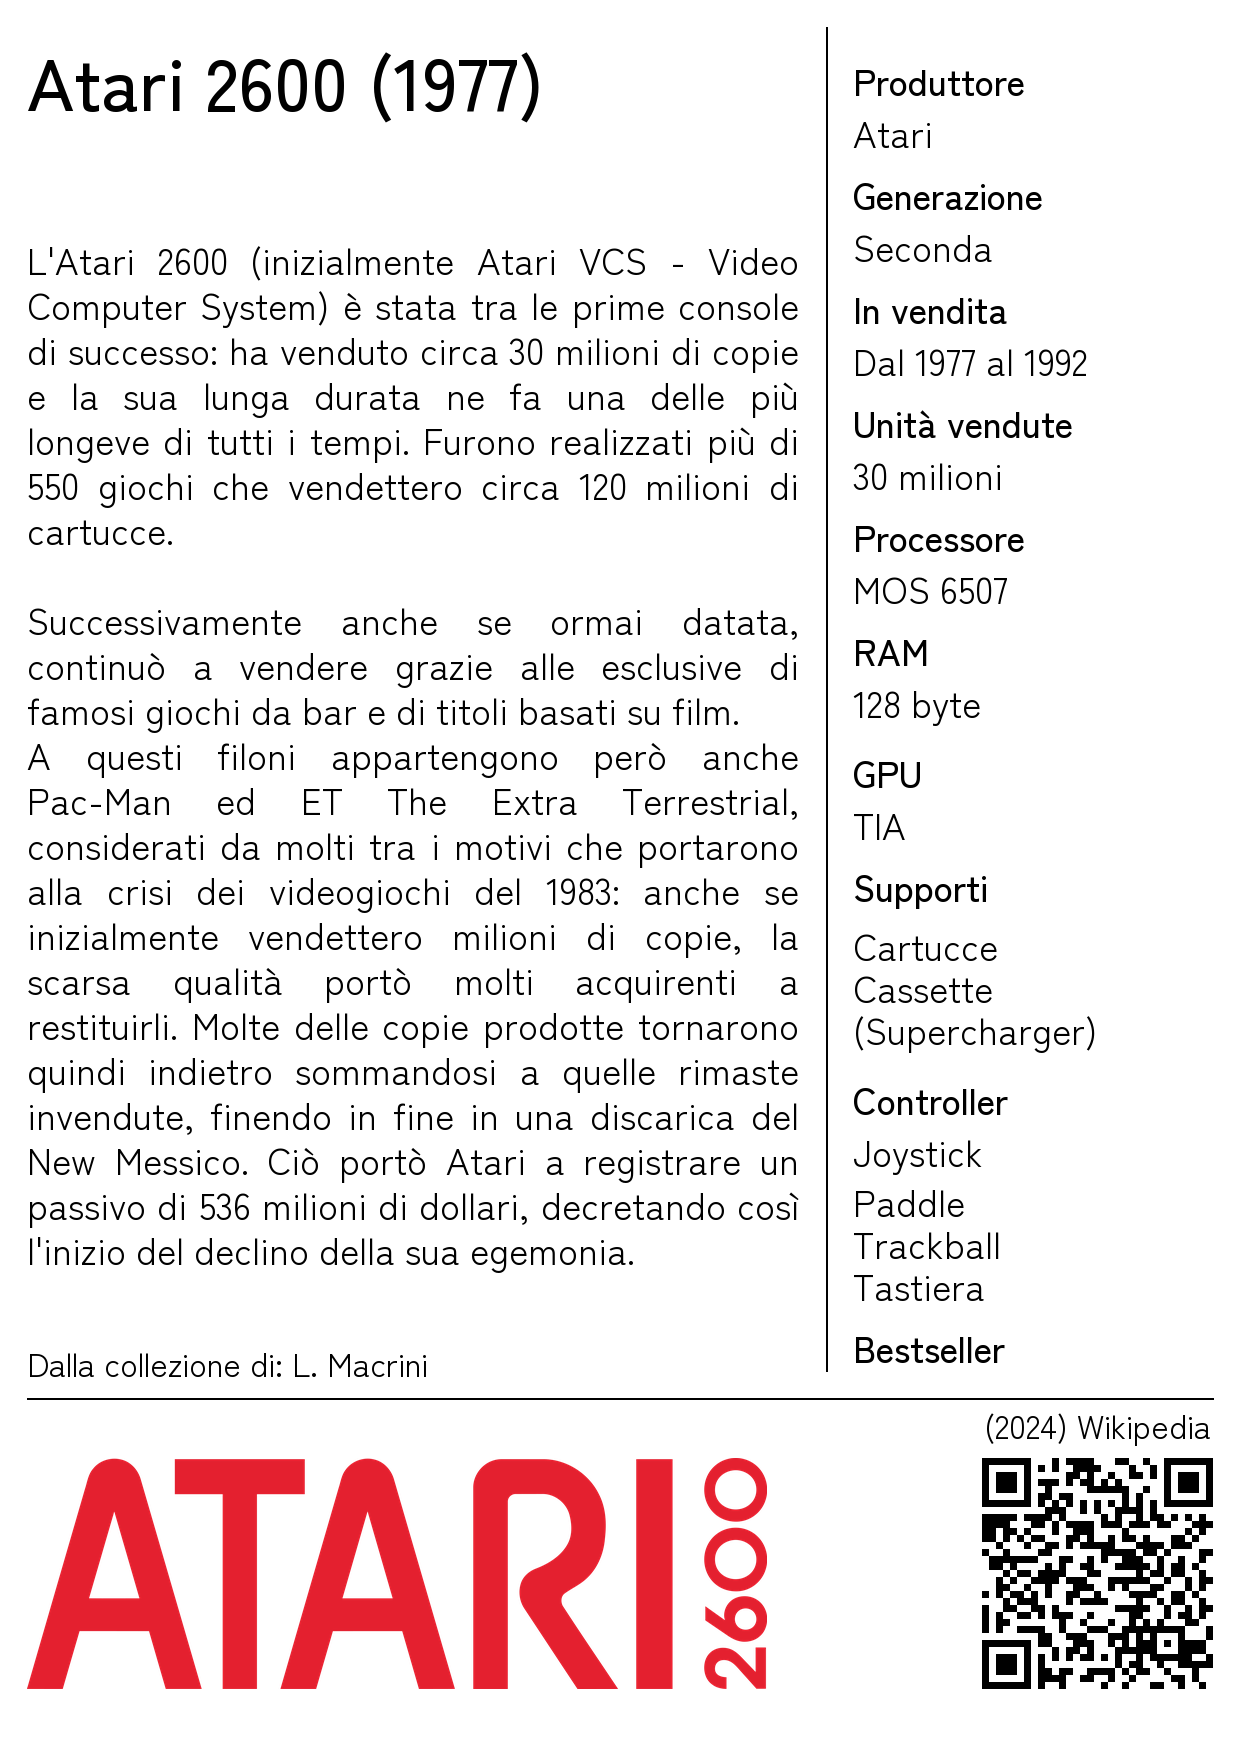 Atari 2600 (1977)
L'Atari 2600 (inizialmente Atari VCS - Video
Computer System) è stata tra le prime console
di successo: ha venduto circa 30 milioni di copie
e la sua lunga durata ne fa una delle più
longeve di tutti i tempi. Furono realizzati più di
550 giochi che vendettero circa 120 milioni di
cartucce.
Successivamente anche se ormai datata,
continuò a vendere grazie alle esclusive di
famosi giochi da bar e di titoli basati su film.
A questi filoni appartengono però anche
Pac-Man ed ET The Extra Terrestrial,
considerati da molti tra i motivi che portarono
alla crisi dei videogiochi del 1983: anche se
inizialmente vendettero milioni di copie, la
scarsa qualità portò molti acquirenti a
restituirli. Molte delle copie prodotte tornarono
quindi indietro sommandosi a quelle rimaste
invendute, finendo in fine in una discarica del
New Messico. Ciò portò Atari a registrare un
passivo di 536 milioni di dollari, decretando così
l'inizio del declino della sua egemonia.
Dalla collezione di: L. Macrini
Produttore
Atari
Generazione
Seconda
In vendita
Dal 1977 al 1992
Unità vendute
30 milioni
Processore
MOS 6507
RAM
128 byte
GPU
TIA
Supporti
Cartucce
Cassette
(Supercharger)
Controller
Joystick
Paddle
Trackball
Tastiera
Bestseller
(2024) Wikipedia
ATARI 2600